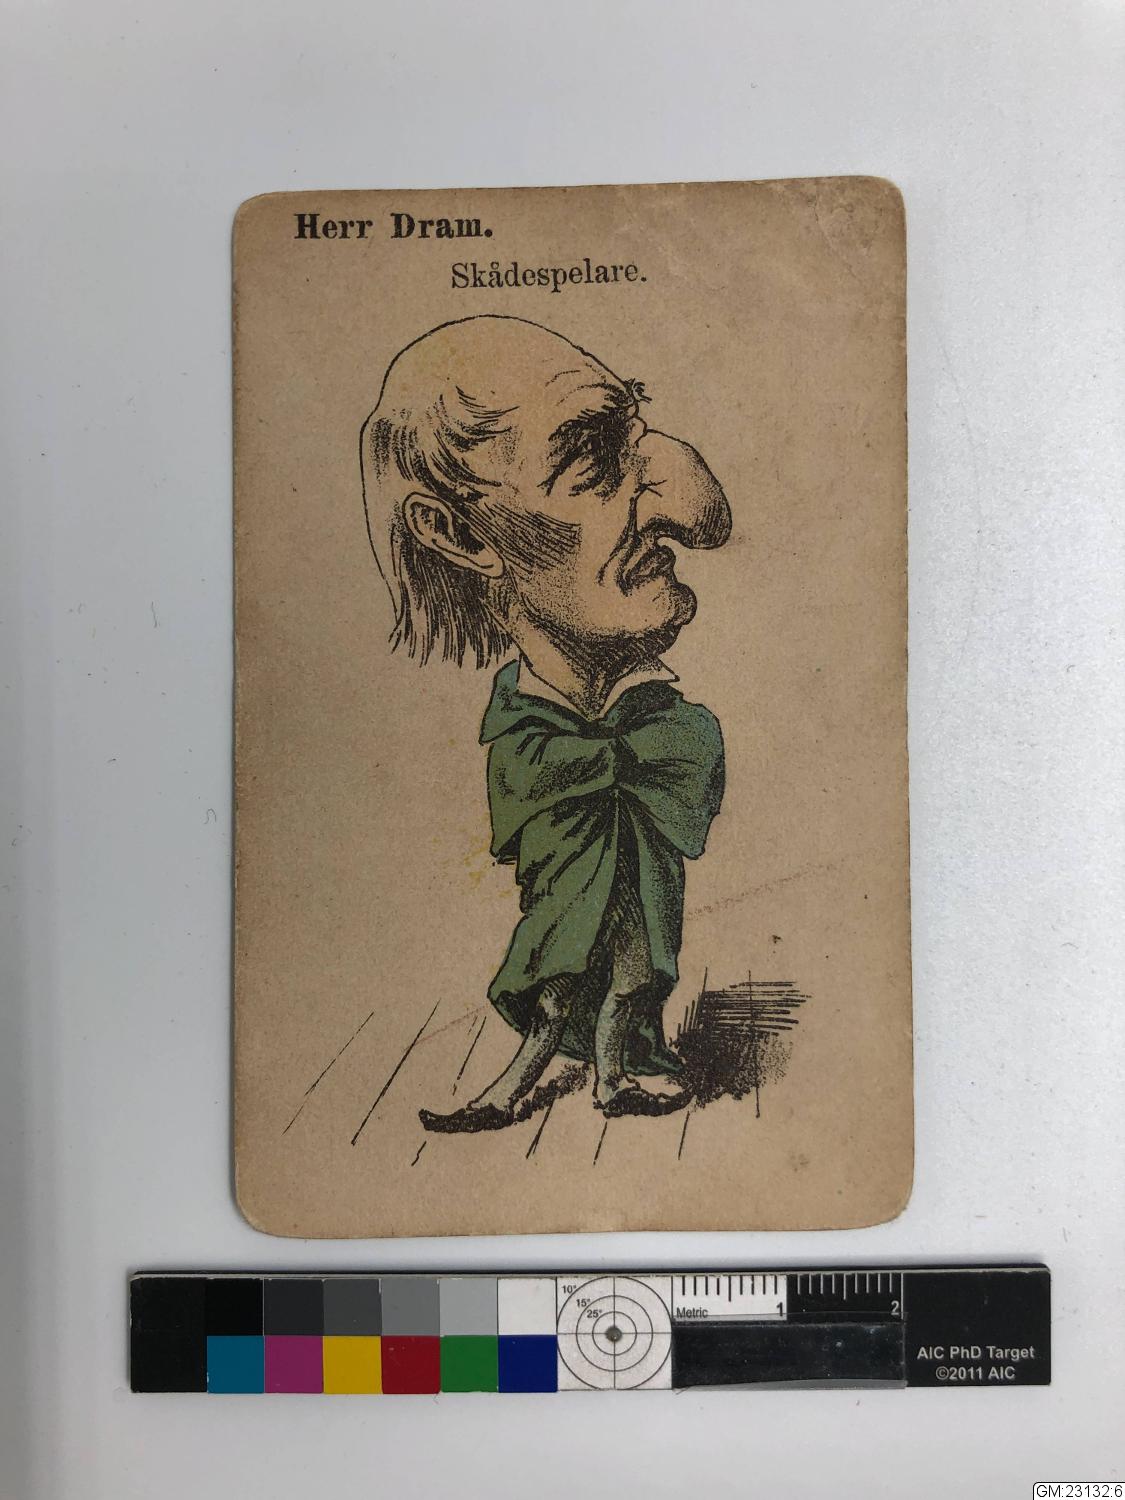 Herr Dram.
Skådespelare.
10°
15°
25°
Metric 1 2
AIC PhD Target
©2011 AIC
GM:23132:6